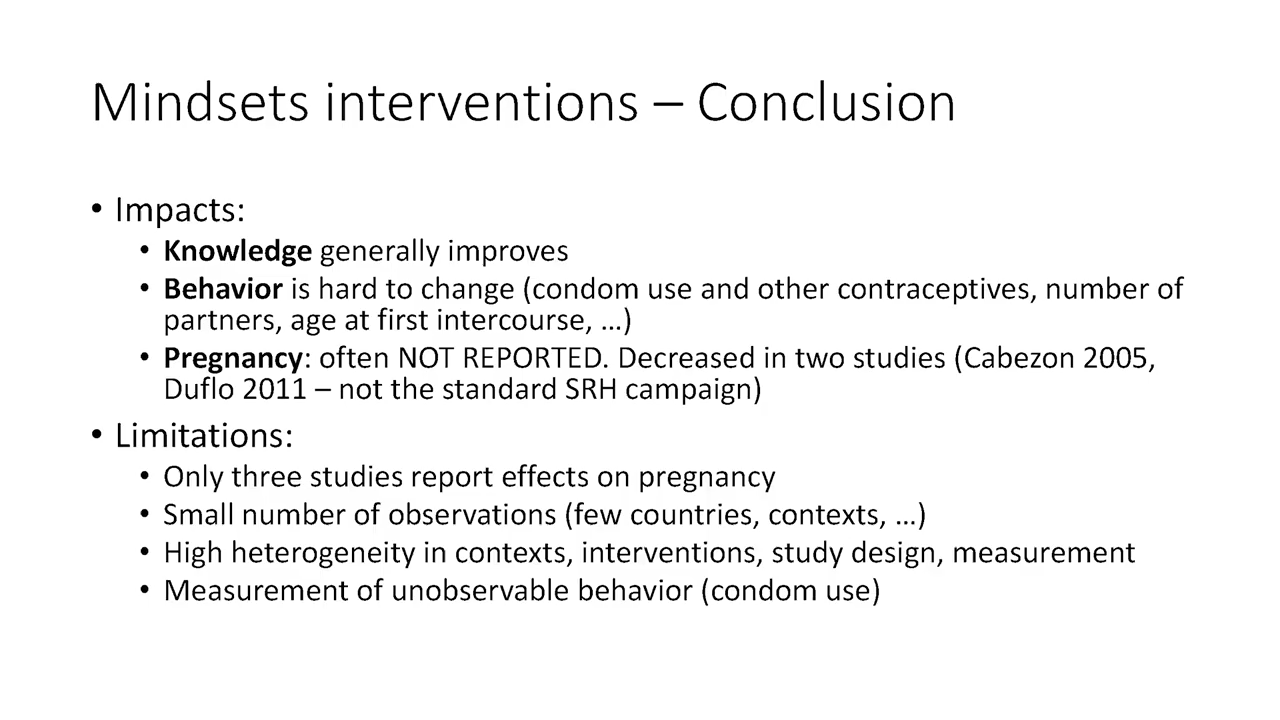 Mindsets interventions – Conclusion
• Impacts:
• Knowledge generally improves
• Behavior is hard to change (condom use and other contraceptives, number of
partners, age at first intercourse, …)
• Pregnancy: often NOT REPORTED. Decreased in two studies (Cabezon 2005,
Duflo 2011 – not the standard SRH campaign)
• Limitations:
• Only three studies report effects on pregnancy
• Small number of observations (few countries, contexts, …)
• High heterogeneity in contexts, interventions, study design, measurement
• Measurement of unobservable behavior (condom use)